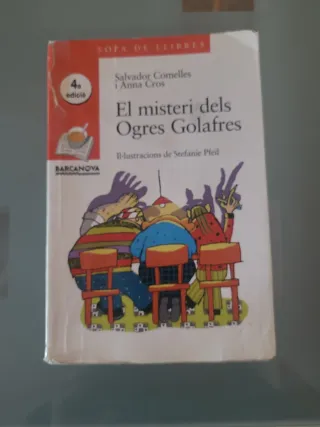 SOPA DE LLIBRES
Salvador Comelles
i Anna Cros
4a
edició
El misteri dels
Ogres Golafres
Il·lustracions de Stefanie Pfeil
BARCANOVA